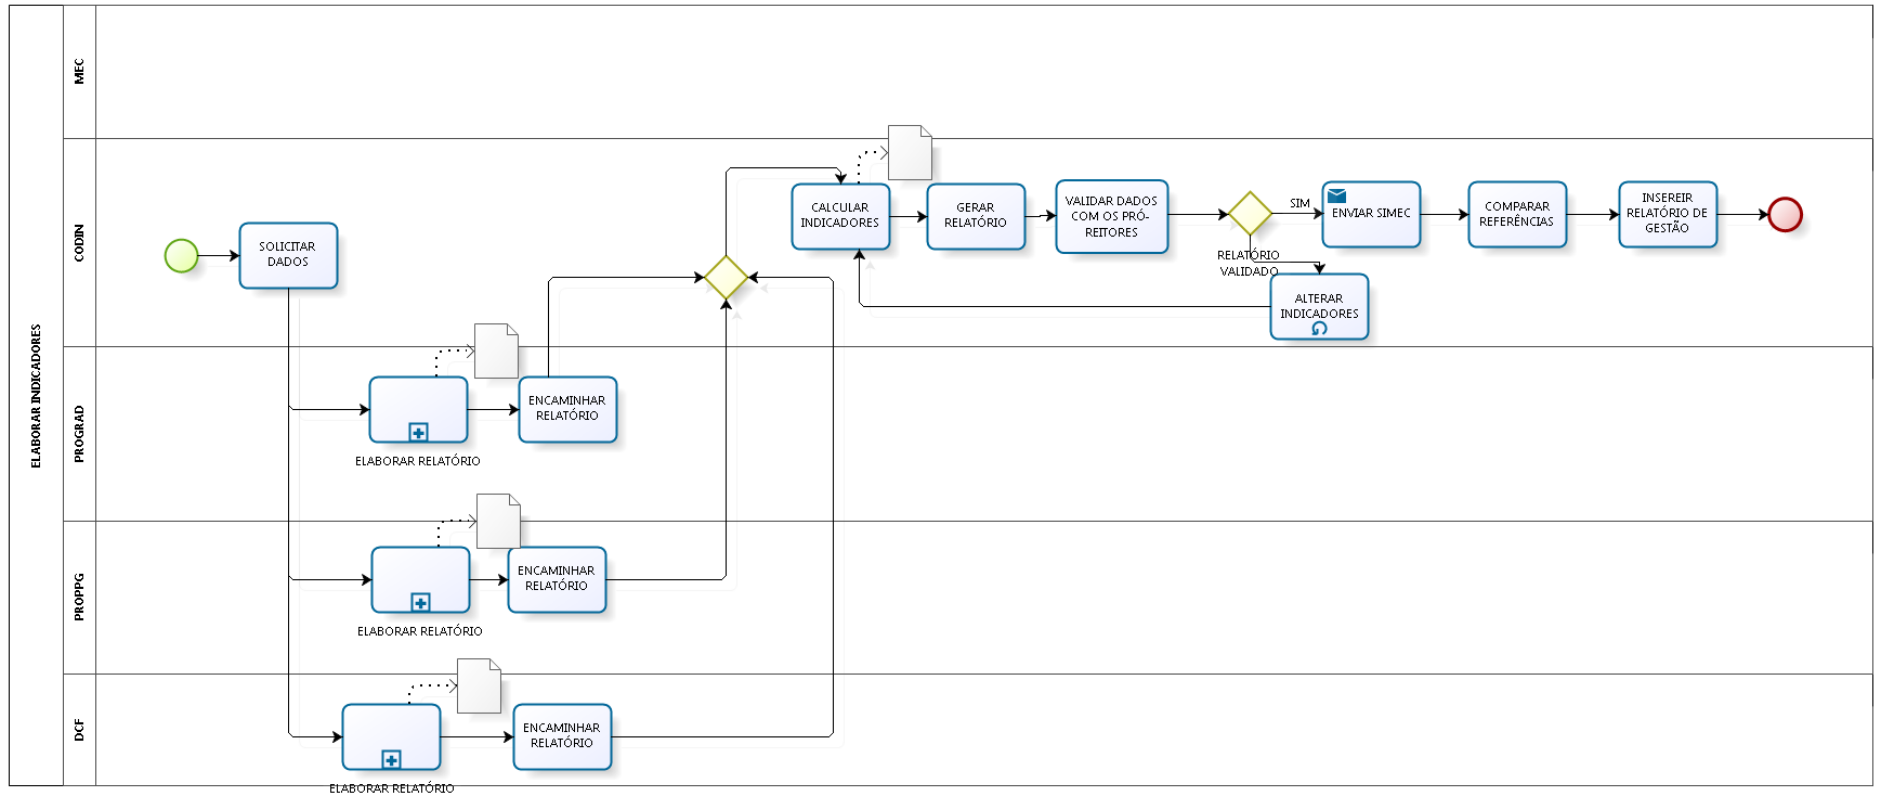 ELABORAR INDICADORES
MEC
CODIN
SOLICITAR
DADOS
CALCULAR
INDICADORES
GERAR
RELATÓRIO
VALIDAR DADOS
COM OS PRÓ-
REITORES
RELATÓRIO
VALIDADO
SIM
ENVIAR SIMEC
COMPARAR
REFERÊNCIAS
INSEREIR
RELATÓRIO DE
GESTÃO
ALTERAR
INDICADORES
PROGRAD
ELABORAR RELATÓRIO
ENCAMINHAR
RELATÓRIO
PROPPG
ELABORAR RELATÓRIO
ENCAMINHAR
RELATÓRIO
DCF
ELABORAR RELATÓRIO
ENCAMINHAR
RELATÓRIO